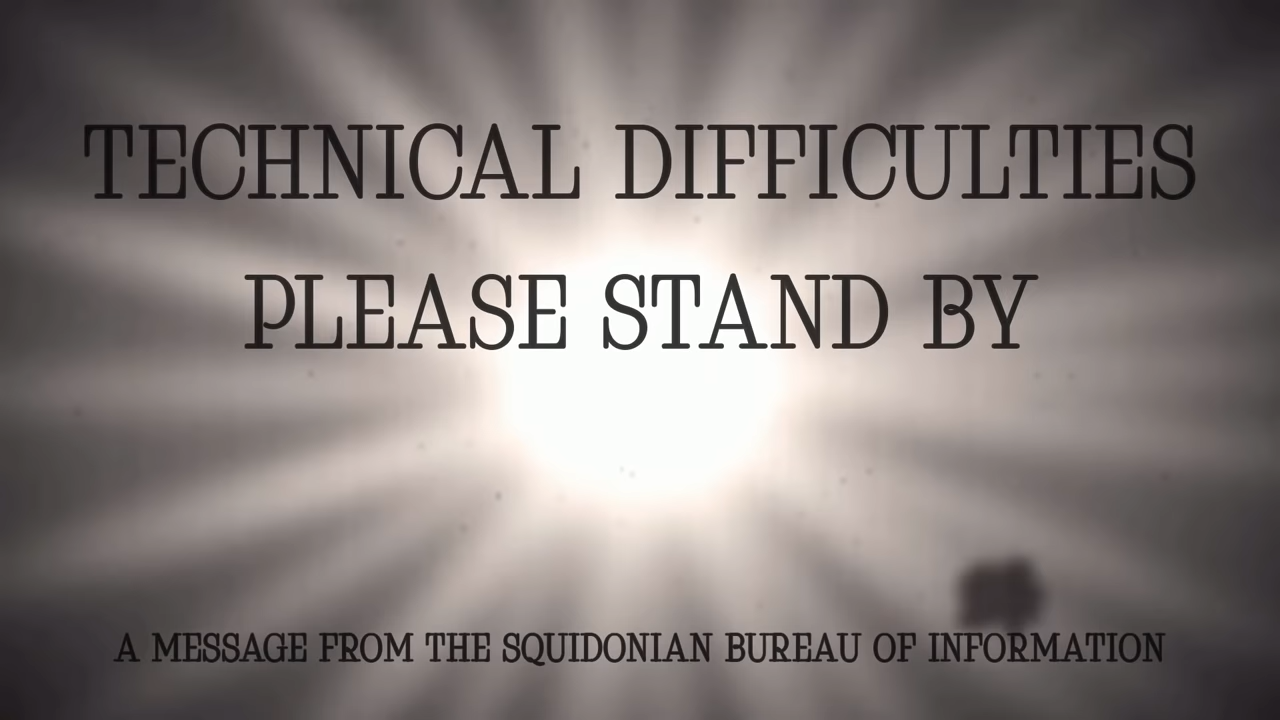 TECHNICAL DIFFICULTIES
PLEASE STAND BY
A MESSAGE FROM THE SQUIDONIAN BUREAU OF INFORMATION